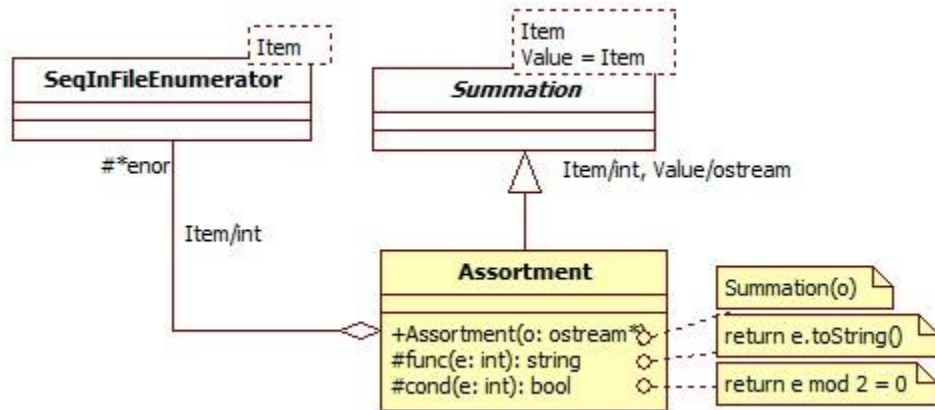 Item
SeqInFileEnumerator
Item
Value = Item
Summation
#*enor
Item/int, Value/ostream
Item/int
Assortment
+Assortment(o: ostream*
#func(e: int): string
#cond(e: int): bool
Summation(o)
return e.toString()
return e mod 2 = 0